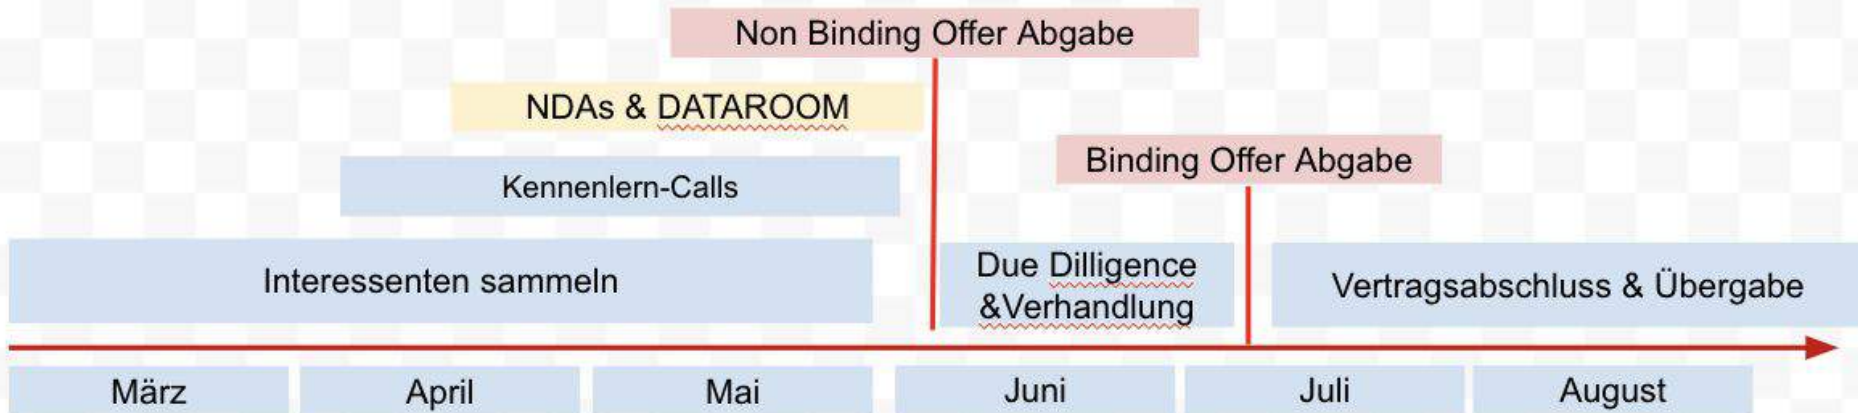 Non Binding Offer Abgabe
NDAs & DATAROOM
Binding Offer Abgabe
Kennenlern-Calls
Interessenten sammeln
Due Dilligence
&Verhandlung
Vertragsabschluss & Übergabe
März
April
Mai
Juni
Juli
August